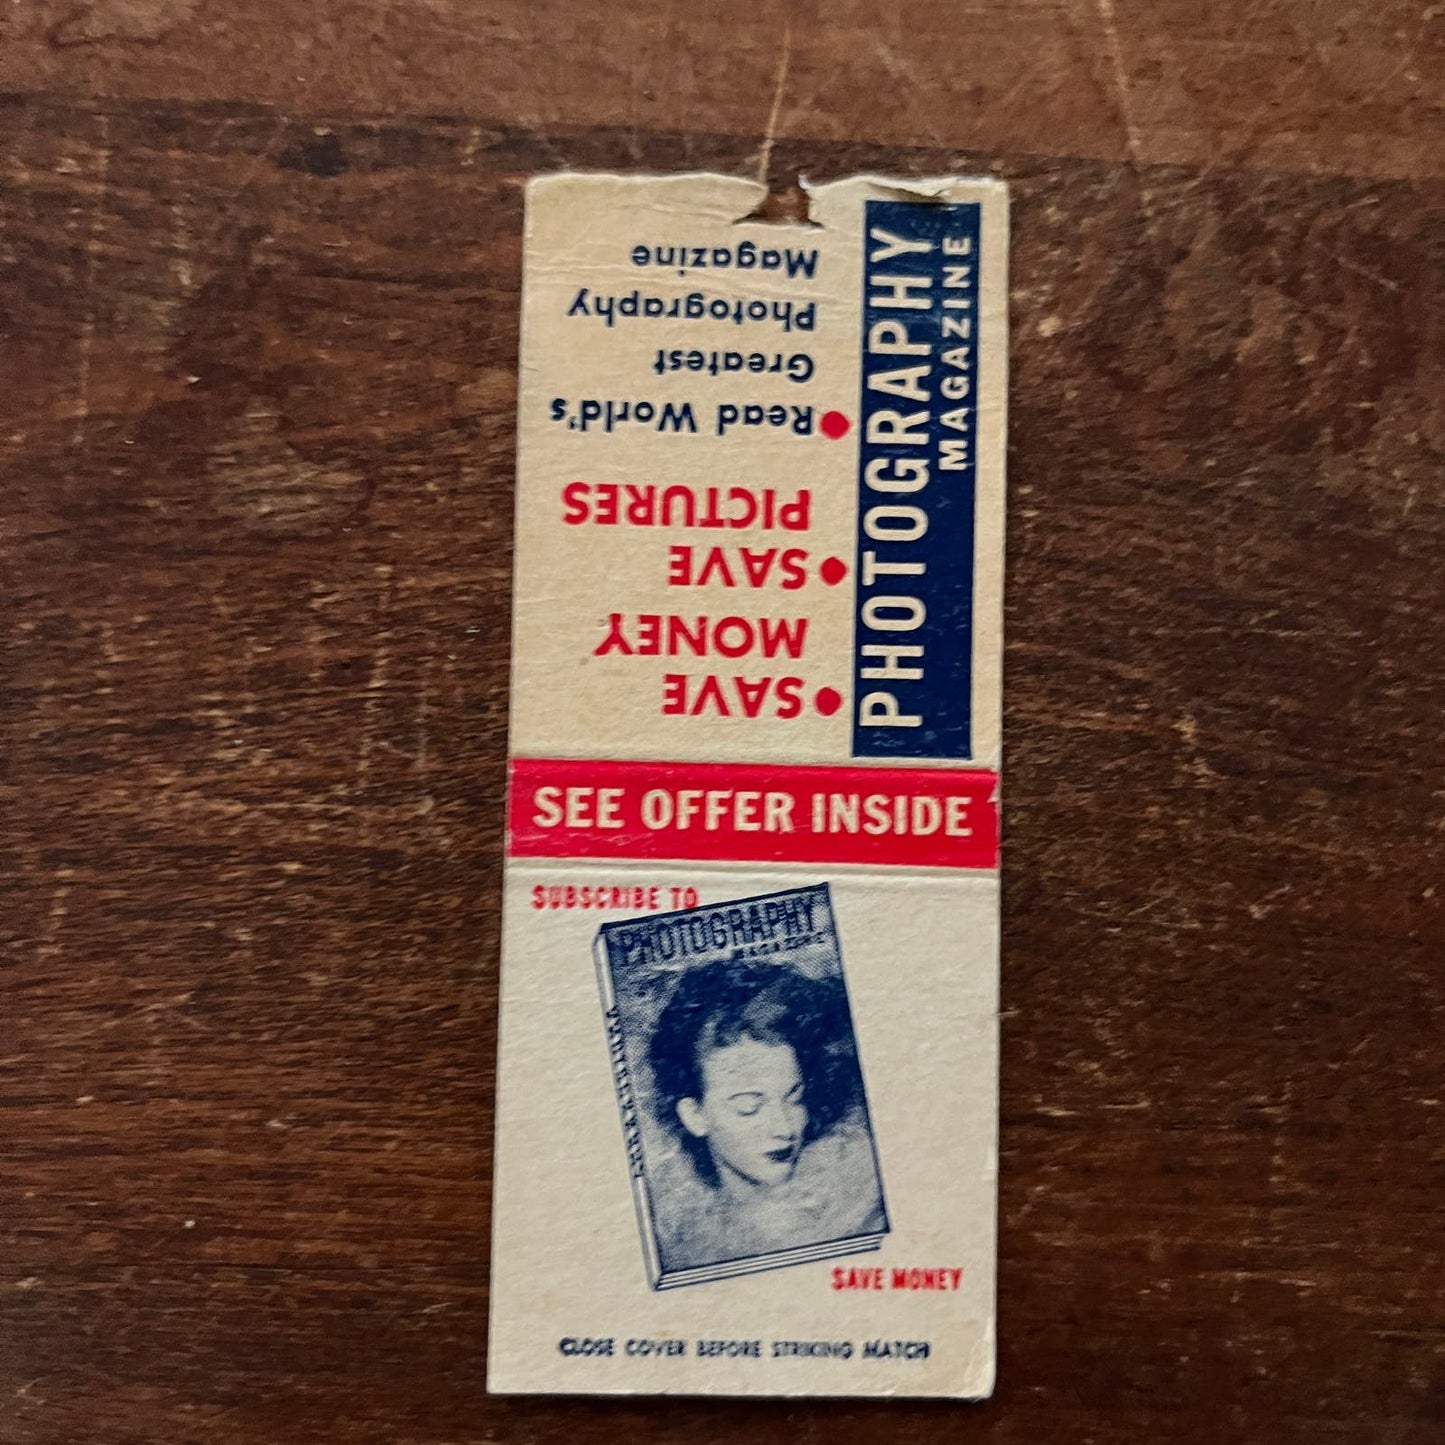 PHOTOGRAPHY
MAGAZINE
• SAVE
MONEY
• SAVE
PICTURES
• Read World's
Greatest
Photography
Magazine
SEE OFFER INSIDE
SUBSCRIBE TO
PHOTOGRAPHY
MAGAZINE
SAVE MONEY
CLOSE COVER BEFORE STRIKING MATCH